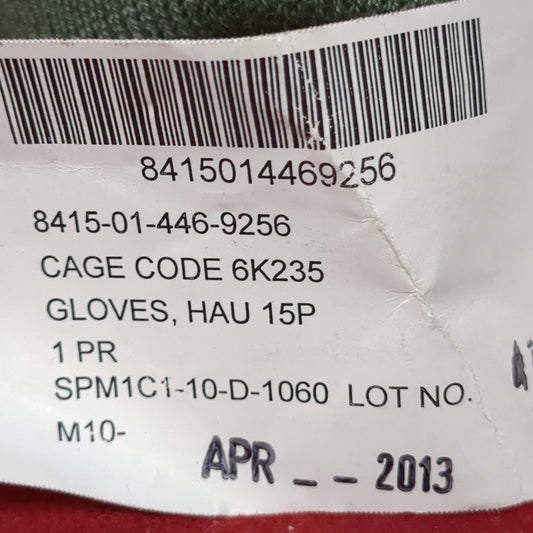 8415014469256
8415-01-446-9256
CAGE CODE 6K235
GLOVES, HAU 15P
1 PR
SPM1C1-10-D-1060 LOT NO.
M10-
APR - - 2013